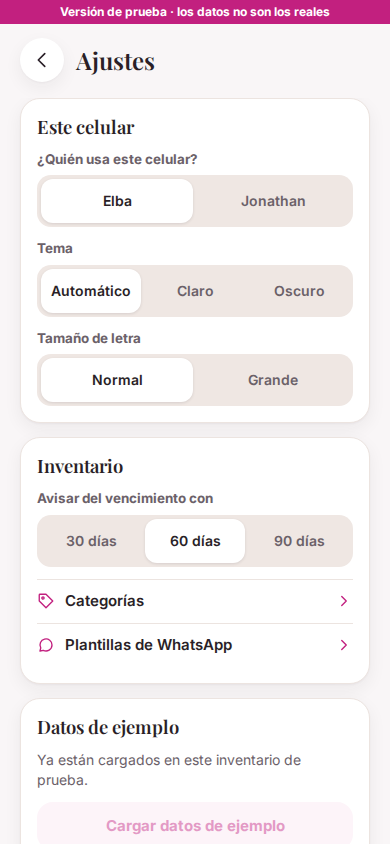 Versión de prueba · los datos no son los reales
Ajustes
Este celular
¿Quién usa este celular?
Elba
Jonathan
Tema
Automático
Claro
Oscuro
Tamaño de letra
Normal
Grande
Inventario
Avisar del vencimiento con
30 días
60 días
90 días
Categorías
Plantillas de WhatsApp
Datos de ejemplo
Ya están cargados en este inventario de
prueba.
Cargar datos de ejemplo